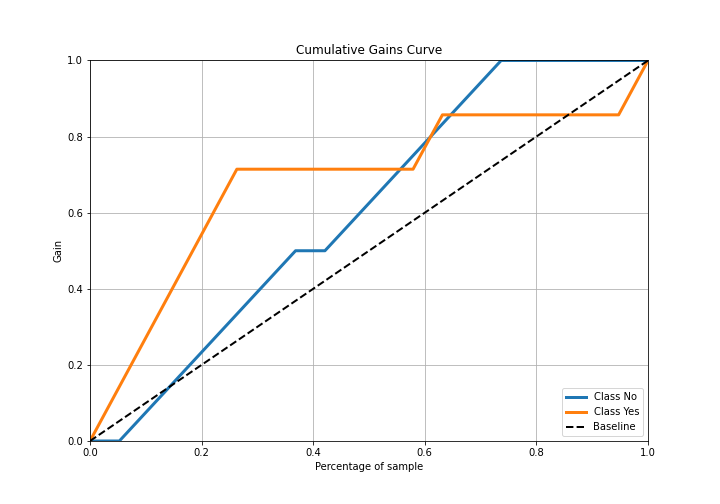 Cumulative Gains Curve
1.0
0.8
0.6
0.4
0.2
0.0
Gain
0.0 0.2 0.4 0.6 0.8 1.0
Percentage of sample
Class No
Class Yes
Baseline